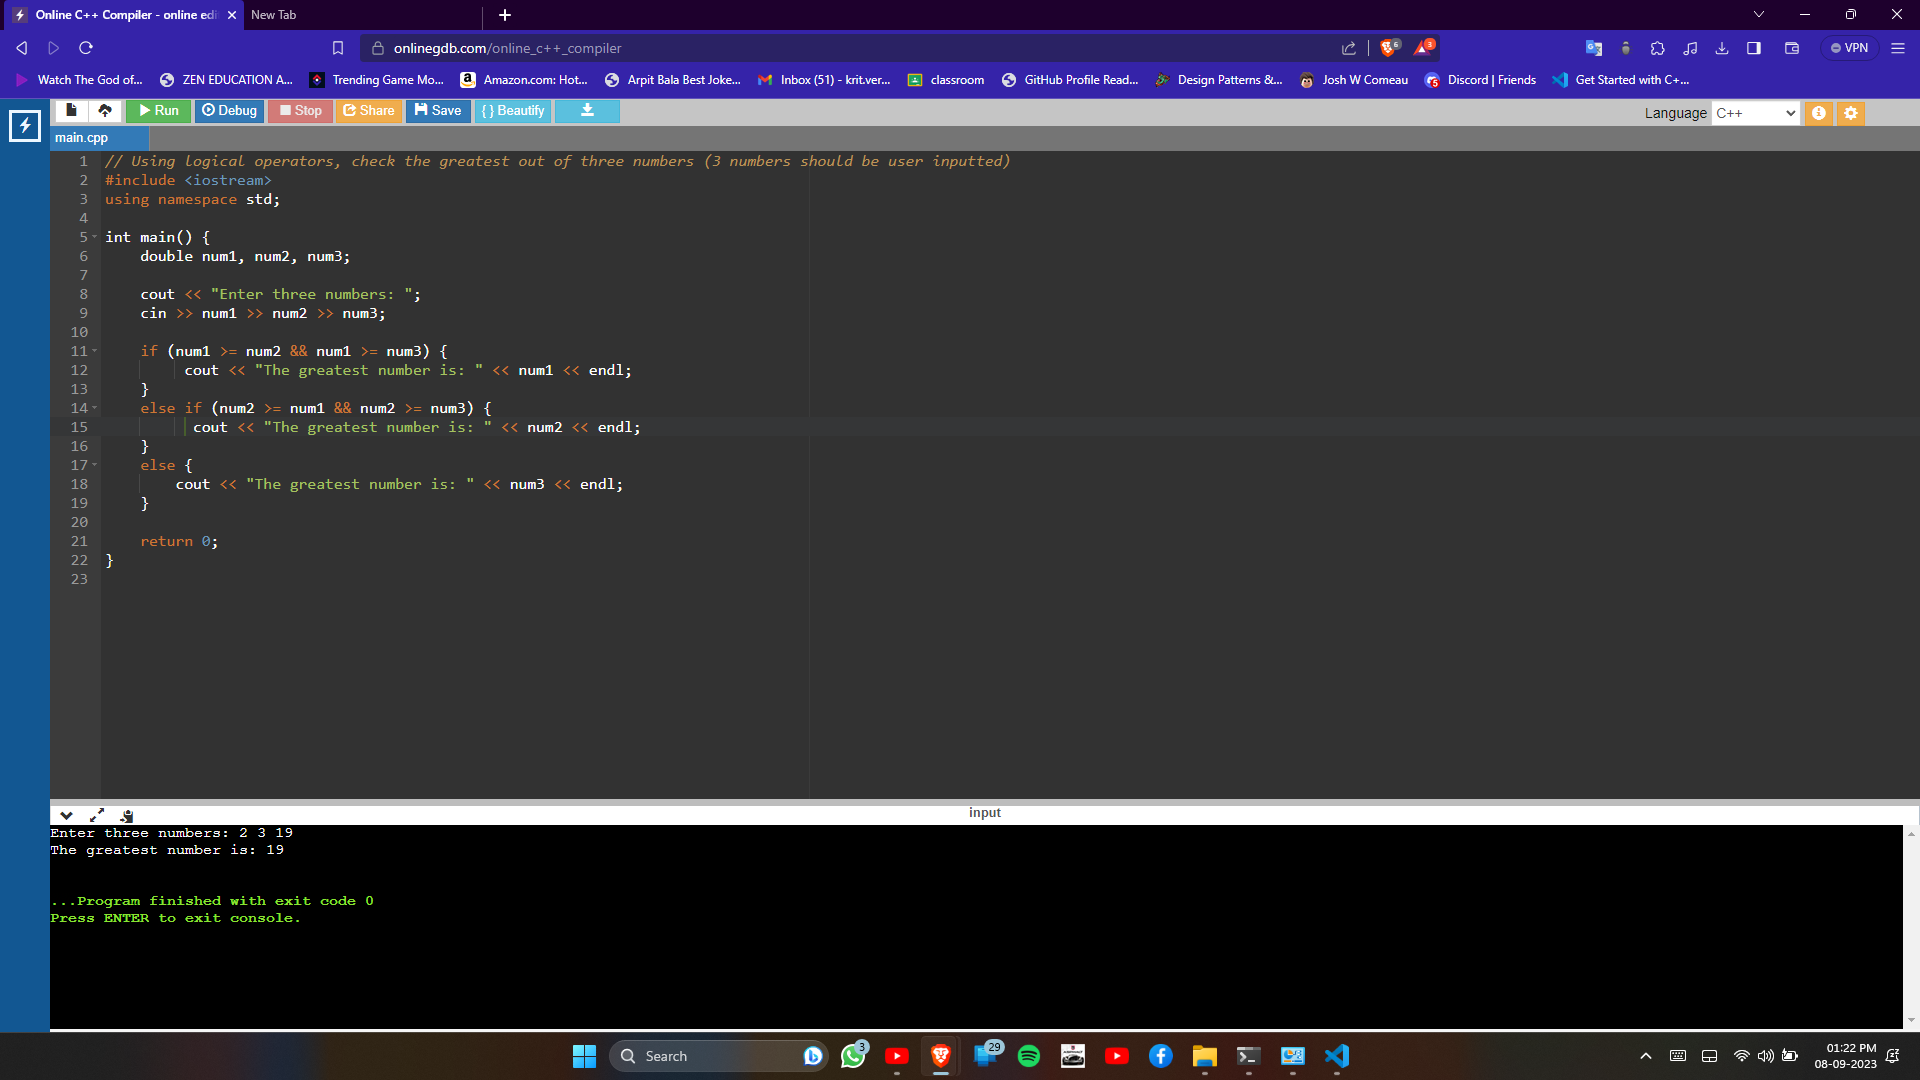 Online C++ Compiler - online edi
New Tab
onlinegdb.com/online_c++_compiler
6
3
VPN
Watch The God of...
ZEN EDUCATION A...
Trending Game Mo...
Amazon.com: Hot...
Arpit Bala Best Joke...
Inbox (51) - krit.ver...
classroom
GitHub Profile Read...
Design Patterns &...
Josh W Comeau
Discord | Friends
Get Started with C+...
Run
Debug
Stop
Share
Save
{ } Beautify
Language C++
main.cpp
1 // Using logical operators, check the greatest out of three numbers (3 numbers should be user inputted)
2 #include <iostream>
3 using namespace std;
4
5 int main() {
6 double num1, num2, num3;
7
8 cout << "Enter three numbers: ";
9 cin >> num1 >> num2 >> num3;
10
11 if (num1 >= num2 && num1 >= num3) {
12 cout << "The greatest number is: " << num1 << endl;
13 }
14 else if (num2 >= num1 && num2 >= num3) {
15 cout << "The greatest number is: " << num2 << endl;
16 }
17 else {
18 cout << "The greatest number is: " << num3 << endl;
19 }
20
21 return 0;
22 }
23
input
Enter three numbers: 2 3 19
The greatest number is: 19
...Program finished with exit code 0
Press ENTER to exit console.
Search
3
29
01:22 PM
08-09-2023